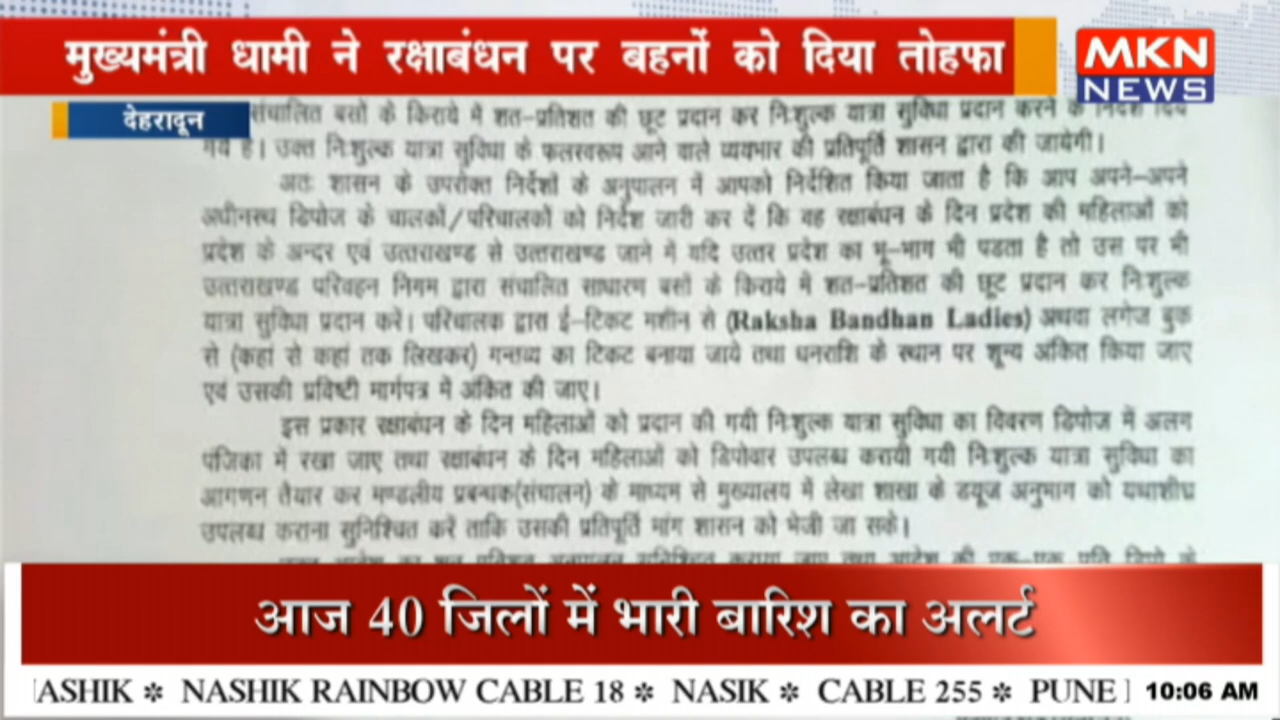 मुख्यमंत्री धामी ने रक्षाबंधन पर बहनों को दिया तोहफा
MKN
NEWS
देहरादून
संचालित बसों के किराये में शत-प्रतिशत की छूट प्रदान कर निःशुल्क यात्रा सुविधा प्रदान करने के निर्देश दिये
गये है। उक्त निःशुल्क यात्रा सुविधा के फलस्वरूप आने वाले व्ययभार की प्रतिपूर्ति शासन द्वारा की जायेगी।
अतः शासन के उपरोक्त निर्देशों के अनुपालन में आपको निर्देशित किया जाता है कि आप अपने-अपने
अधीनस्थ डिपोज के चालकों/परिचालकों को निर्देश जारी कर दें कि वह रक्षाबंधन के दिन प्रदेश की महिलाओं को
प्रदेश के अन्दर एवं उत्तराखण्ड से उत्तराखण्ड जाने में यदि उत्तर प्रदेश का भू-भाग भी पडता है तो उस पर भी
उत्तराखण्ड परिवहन निगम द्वारा संचालित साधारण बसों के किराये में शत-प्रतिशत की छूट प्रदान कर निःशुल्क
यात्रा सुविधा प्रदान करें। परिचालक द्वारा ई-टिकट मशीन से (Raksha Bandhan Ladies) अथवा लगेज बुक
से (कहां से कहां तक लिखकर) गन्तव्य का टिकट बनाया जाये तथा धनराशि के स्थान पर शून्य अंकित किया जाए
एवं उसकी प्रविष्टी मार्गपत्र में अंकित की जाए।
इस प्रकार रक्षाबंधन के दिन महिलाओं को प्रदान की गयी निःशुल्क यात्रा सुविधा का विवरण डिपोज में अलग
पंजिका में रखा जाए तथा रक्षाबंधन के दिन महिलाओं को डिपोवार उपलब्ध करायी गयी निःशुल्क यात्रा सुविधा का
आगणन तैयार कर मण्डलीय प्रबन्धक(संचालन) के माध्यम से मुख्यालय में लेखा शाखा के डयूज अनुभाग को यथाशीघ्र
उपलब्ध कराना सुनिश्चित करें ताकि उसकी प्रतिपूर्ति मांग शासन को भेजी जा सके।
आज 40 जिलों में भारी बारिश का अलर्ट
ASHIK ✻ NASHIK RAINBOW CABLE 18 ✻ NASIK ✻ CABLE 255 ✻ PUNE
10:06 AM